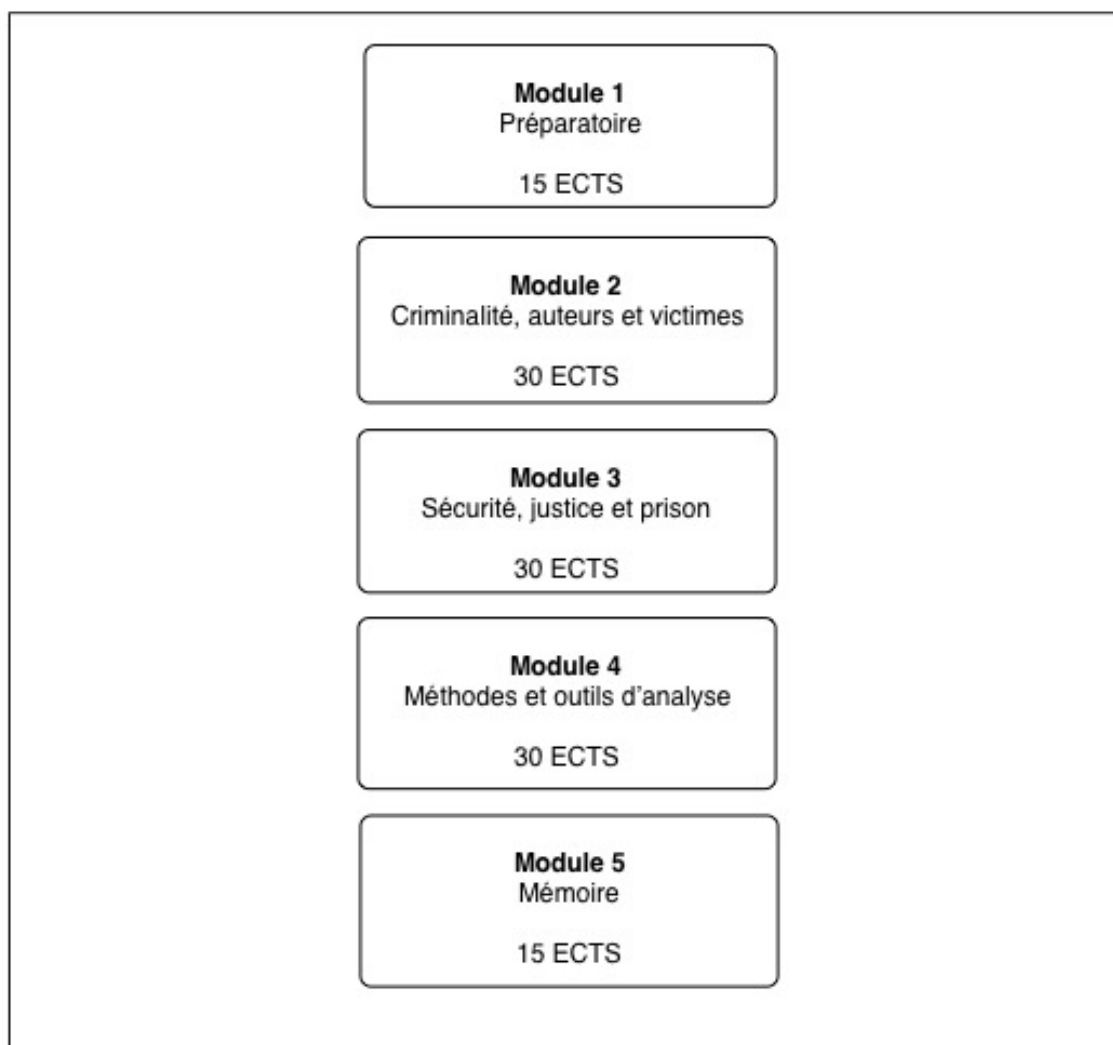 Module 1
Préparatoire
15 ECTS
Module 2
Criminalité, auteurs et victimes
30 ECTS
Module 3
Sécurité, justice et prison
30 ECTS
Module 4
Méthodes et outils d’analyse
30 ECTS
Module 5
Mémoire
15 ECTS